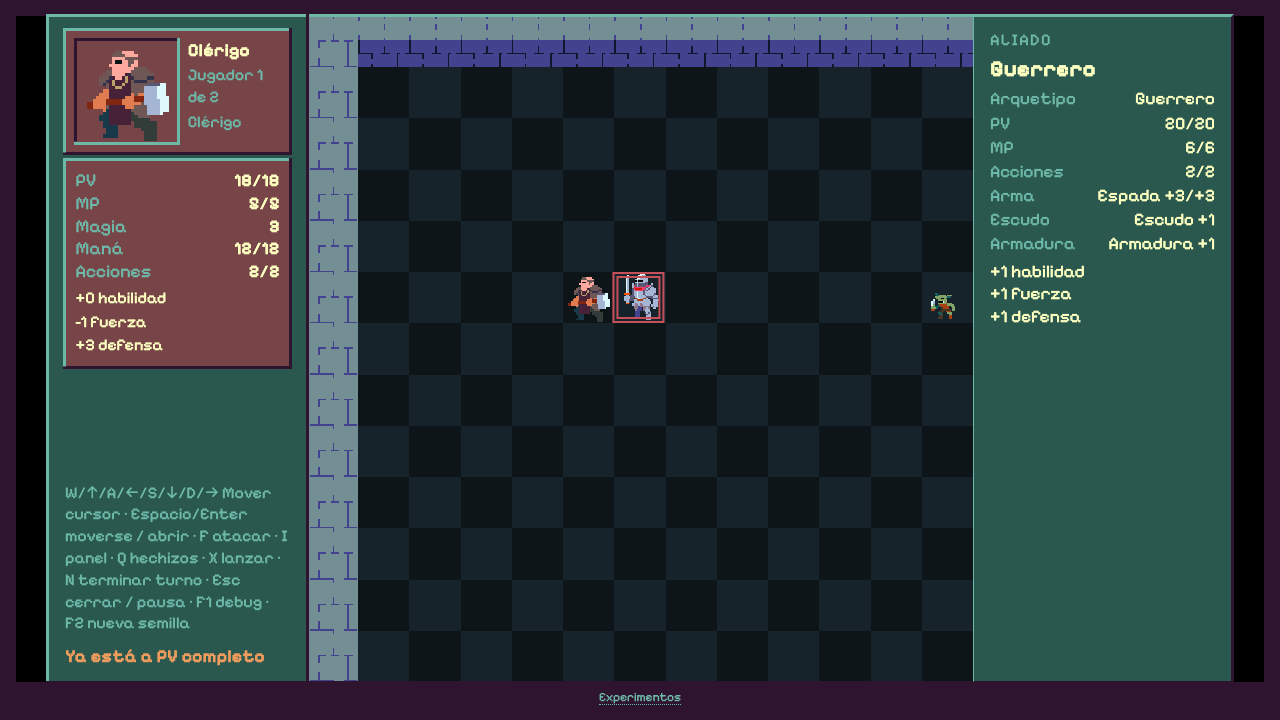 Clérigo
Jugador 1
de 2
Clérigo
PV 18/18
MP 9/9
Magia 3
Maná 18/18
Acciones 2/2
+0 habilidad
-1 fuerza
+3 defensa
W/↑/A/←/S/↓/D/→ Mover
cursor · Espacio/Enter
moverse / abrir · F atacar · I
panel · Q hechizos · X lanzar ·
N terminar turno · Esc
cerrar / pausa · F1 debug ·
F2 nueva semilla
Ya está a PV completo
ALIADO
Guerrero
Arquetipo Guerrero
PV 20/20
MP 6/6
Acciones 2/2
Arma Espada +3/+3
Escudo Escudo +1
Armadura Armadura +1
+1 habilidad
+1 fuerza
+1 defensa
Experimentos